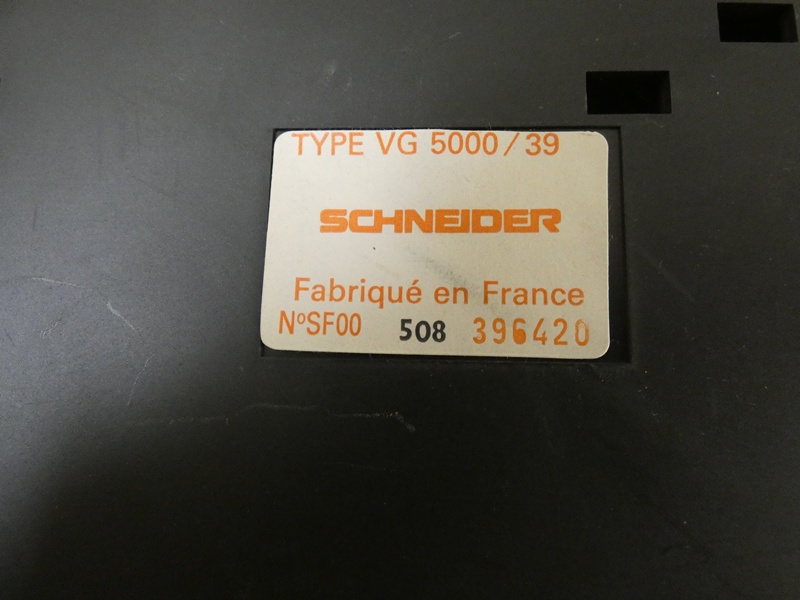 TYPE VG 5000/39
SCHNEIDER
Fabriqué en France
NºSF00 508 396420